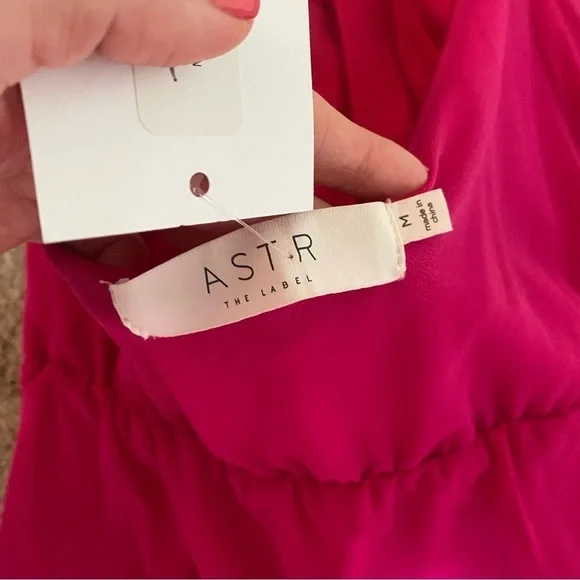 ASTR
THE LABEL
M
made in
china